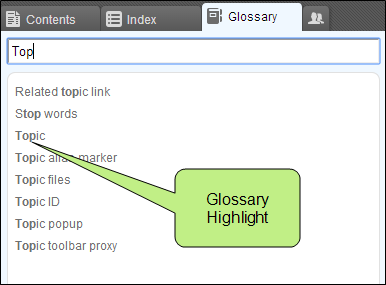 Contents Index Glossary
Top
Related topic link
Stop words
Topic
Topic alias marker
Topic files
Topic ID
Topic popup
Topic toolbar proxy
Glossary
Highlight